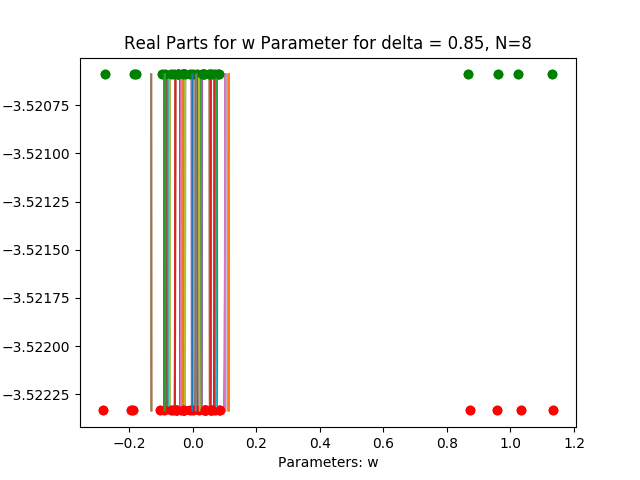 Real Parts for w Parameter for delta = 0.85, N=8
−3.52075
−3.52100
−3.52125
−3.52150
−3.52175
−3.52200
−3.52225
−0.2 0.0 0.2 0.4 0.6 0.8 1.0 1.2
Parameters: w